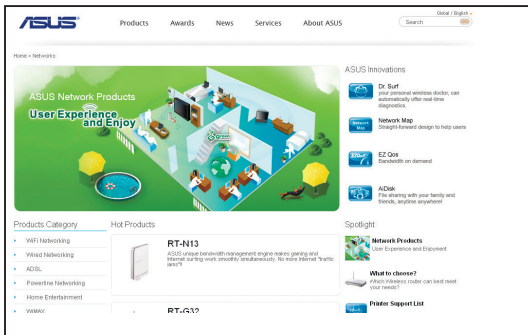 ASUS
Products
Awards
News
Services
About ASUS
Global / English
Search
Home > Networks
ASUS Network Products
User Experience
and Enjoy
green
ASUS Innovations
Dr. Surf
your personal wireless doctor, can
automatically offer real-time
diagnostics.
Network
Map
Network Map
Straight-forward design to help users
EZ Qos
Bandwidth on demand
AiDisk
File sharing with your family and
friends, anytime anywhere!
Products Category
WiFi Networking
Wired Networking
ADSL
Powerline Networking
Home Entertainment
WiMAX
Hot Products
RT-N13
ASUS unique bandwidth management engine makes gaming and
internet surfing work smoothly simultaneously. No more Internet "traffic
jams"!
RT-G32
Spotlight
Network Products
User Experience and Enjoyment
What to choose?
Which Wireless router can best meet
your needs?
Printer Support List